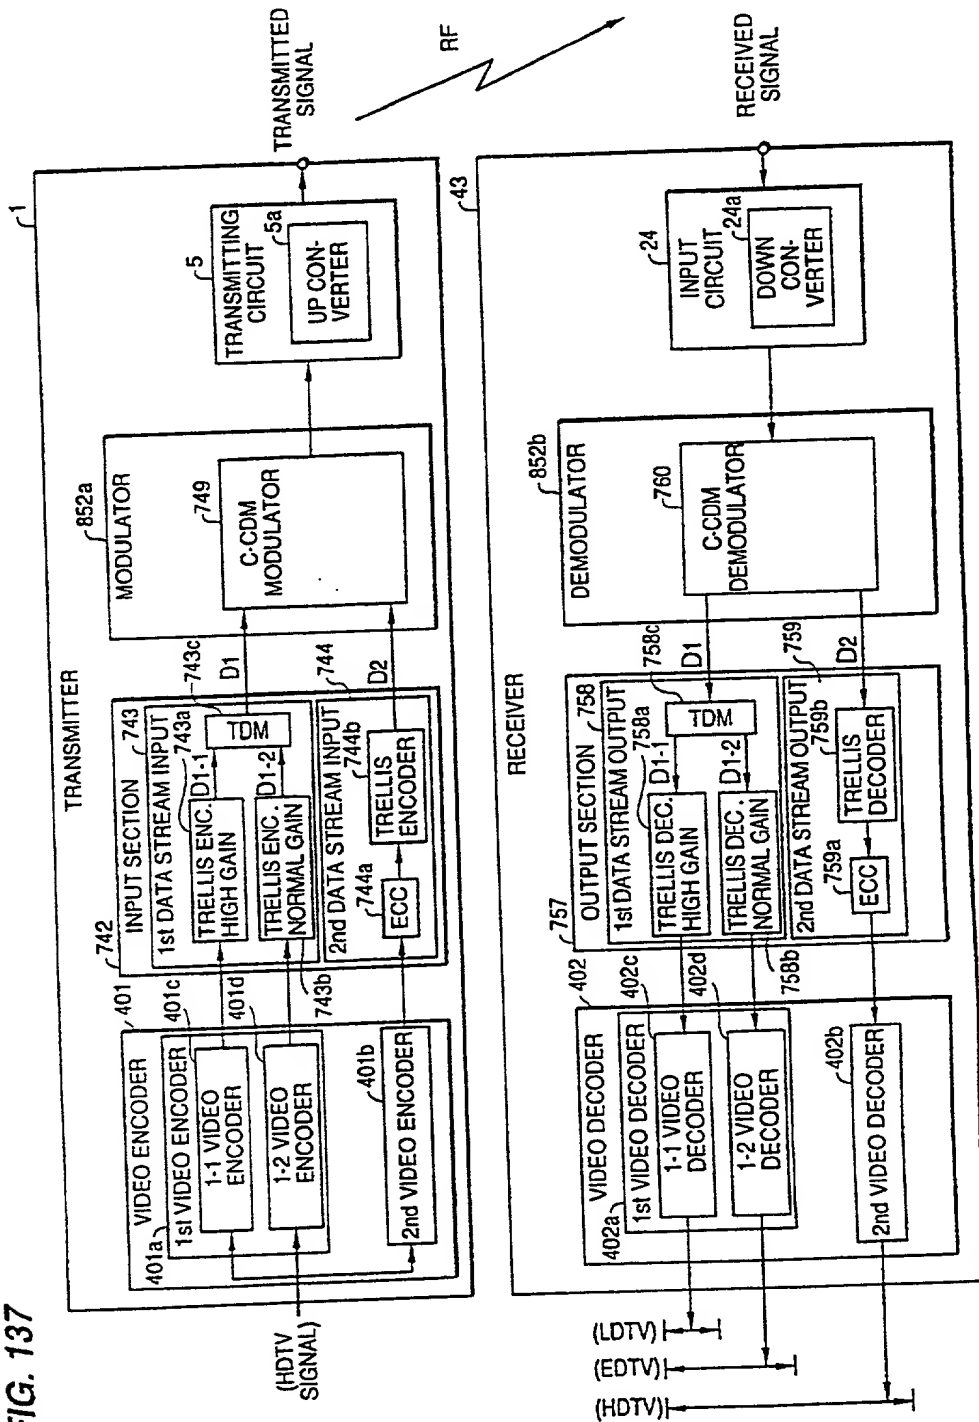 FIG. 137
TRANSMITTER
1
VIDEO ENCODER
401
401a
1st VIDEO ENCODER
401c
1-1 VIDEO
ENCODER
401d
1-2 VIDEO
ENCODER
401b
2nd VIDEO ENCODER
(HDTV
SIGNAL)
742
INPUT SECTION
743
1st DATA STREAM INPUT
743a
TRELLIS ENC.
HIGH GAIN
D1-1
743c
TDM
TRELLIS ENC.
NORMAL GAIN
D1-2
743b
744
2nd DATA STREAM INPUT
744a
ECC
744b
TRELLIS
ENCODER
D1
D2
852a
MODULATOR
749
C-CDM
MODULATOR
5
TRANSMITTING
CIRCUIT
5a
UP CON-
VERTER
TRANSMITTED
SIGNAL
RF
RECEIVER
43
RECEIVED
SIGNAL
24
INPUT
CIRCUIT
24a
DOWN
CON-
VERTER
852b
DEMODULATOR
760
C-CDM
DEMODULATOR
D1
D2
757
OUTPUT SECTION
758
1st DATA STREAM OUTPUT
758a
TRELLIS DEC.
HIGH GAIN
D1-1
758c
TDM
TRELLIS DEC.
NORMAL GAIN
D1-2
758b
759
2nd DATA STREAM OUTPUT
759a
ECC
759b
TRELLIS
DECODER
402
VIDEO DECODER
402a
1st VIDEO DECODER
402c
1-1 VIDEO
DECODER
402d
1-2 VIDEO
DECODER
402b
2nd VIDEO DECODER
(LDTV)
(EDTV)
(HDTV)